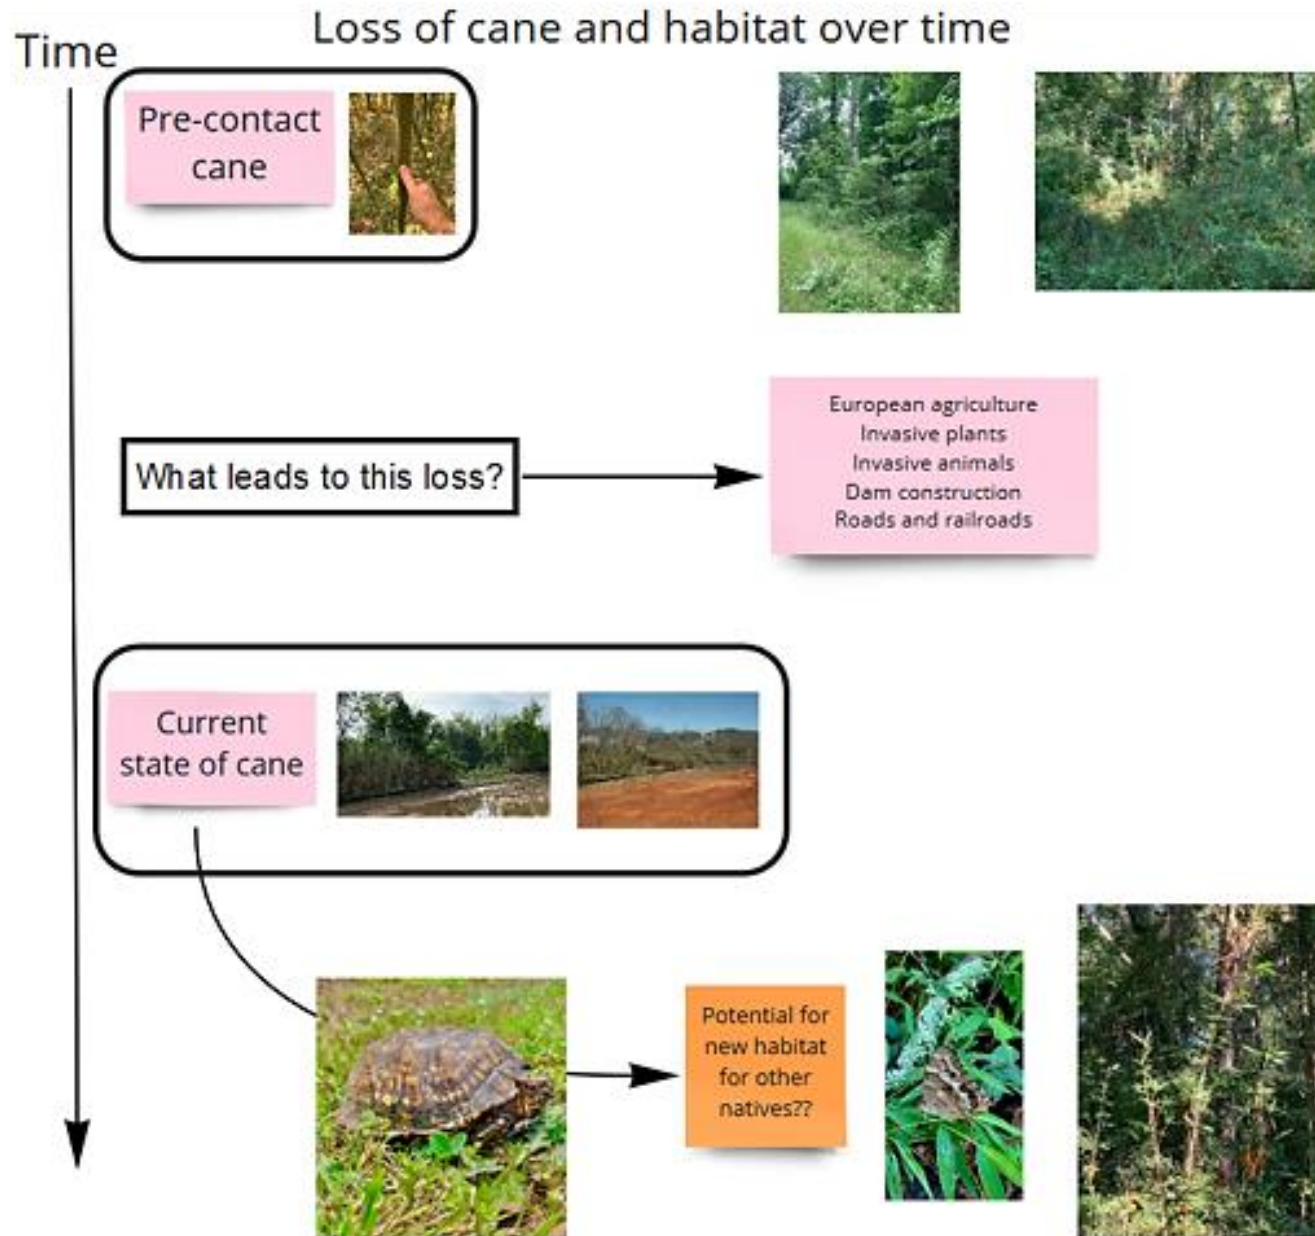 Loss of cane and habitat over time
Time
Pre-contact
cane
What leads to this loss?
European agriculture
Invasive plants
Invasive animals
Dam construction
Roads and railroads
Current
state of cane
Potential for
new habitat
for other
natives??